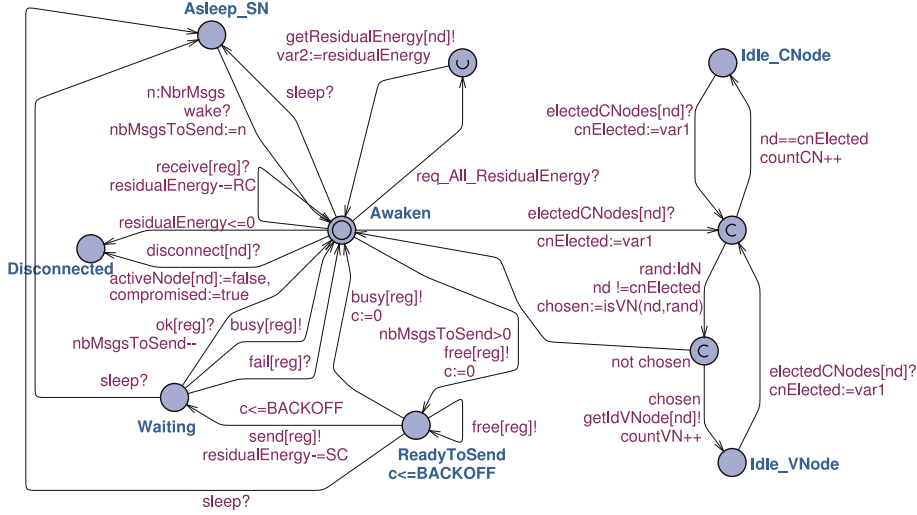 Asleep_SN
getResidualEnergy[nd]!
var2:=residualEnergy
Idle_CNode
sleep?
n:NbrMsgs
wake?
nbMsgsToSend:=n
electedCNodes[nd]?
cnElected:=var1
nd==cnElected
countCN++
receive[reg]?
residualEnergy-=RC
req_All_ResidualEnergy?
residualEnergy<=0
Awaken
electedCNodes[nd]?
cnElected:=var1
C
disconnect[nd]?
Disconnected
activeNode[nd]:=false,
compromised:=true
rand:IdN
nd !=cnElected
chosen:=isVN(nd,rand)
busy[reg]!
c:=0
ok[reg]?
nbMsgsToSend--
busy[reg]!
nbMsgsToSend>0
free[reg]!
c:=0
C
not chosen
fail[reg]?
sleep?
electedCNodes[nd]?
cnElected:=var1
chosen
getIdVNode[nd]!
countVN++
c<=BACKOFF
Waiting
send[reg]!
residualEnergy-=SC
free[reg]!
ReadyToSend
c<=BACKOFF
Idle_VNode
sleep?